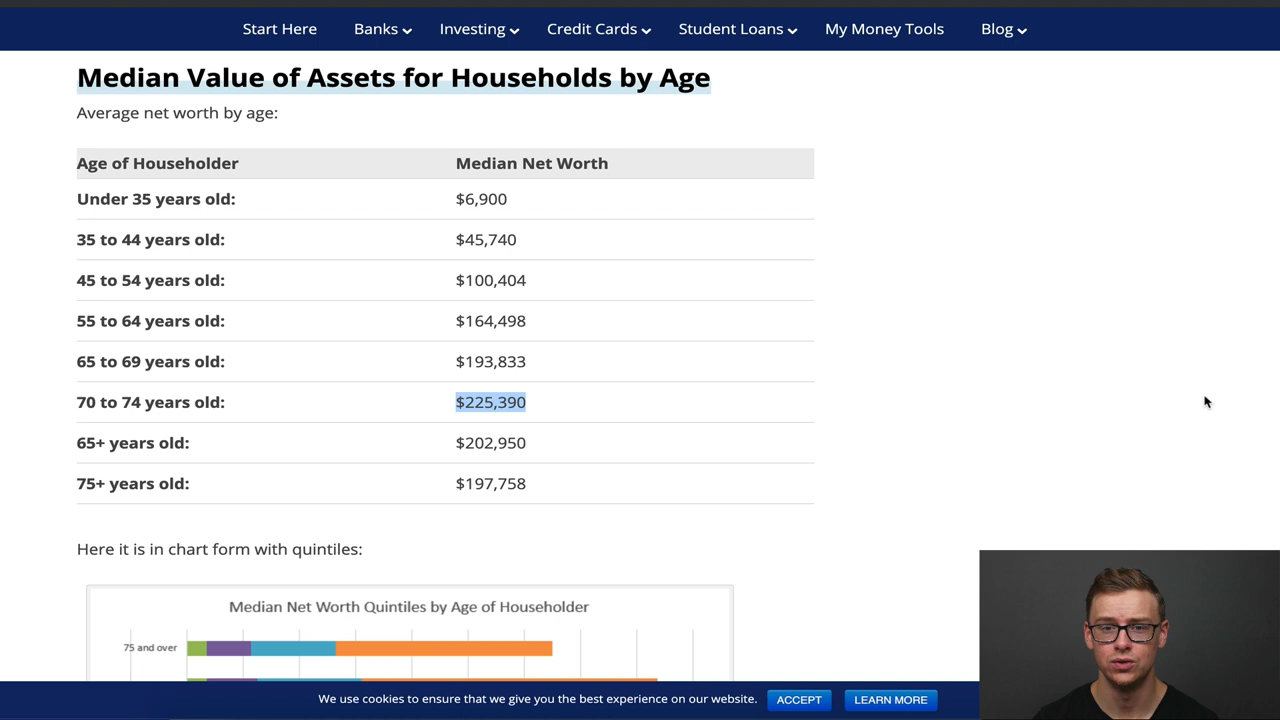 Start Here Banks Investing Credit Cards Student Loans My Money Tools Blog
Median Value of Assets for Households by Age
Average net worth by age:
Age of Householder Median Net Worth
Under 35 years old: $6,900
35 to 44 years old: $45,740
45 to 54 years old: $100,404
55 to 64 years old: $164,498
65 to 69 years old: $193,833
70 to 74 years old: $225,390
65+ years old: $202,950
75+ years old: $197,758
Here it is in chart form with quintiles:
Median Net Worth Quintiles by Age of Householder
75 and over
We use cookies to ensure that we give you the best experience on our website. ACCEPT LEARN MORE